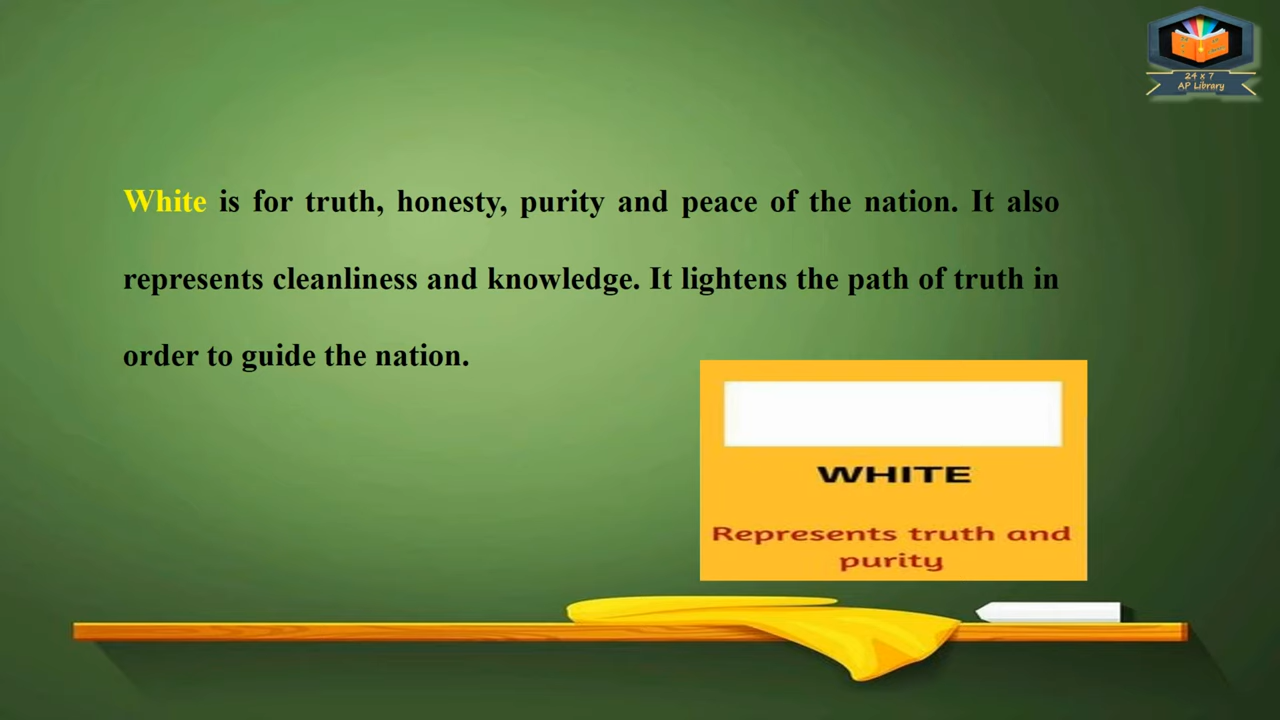 24 x 7
AP Library
White is for truth, honesty, purity and peace of the nation. It also
represents cleanliness and knowledge. It lightens the path of truth in
order to guide the nation.
WHITE
Represents truth and
purity